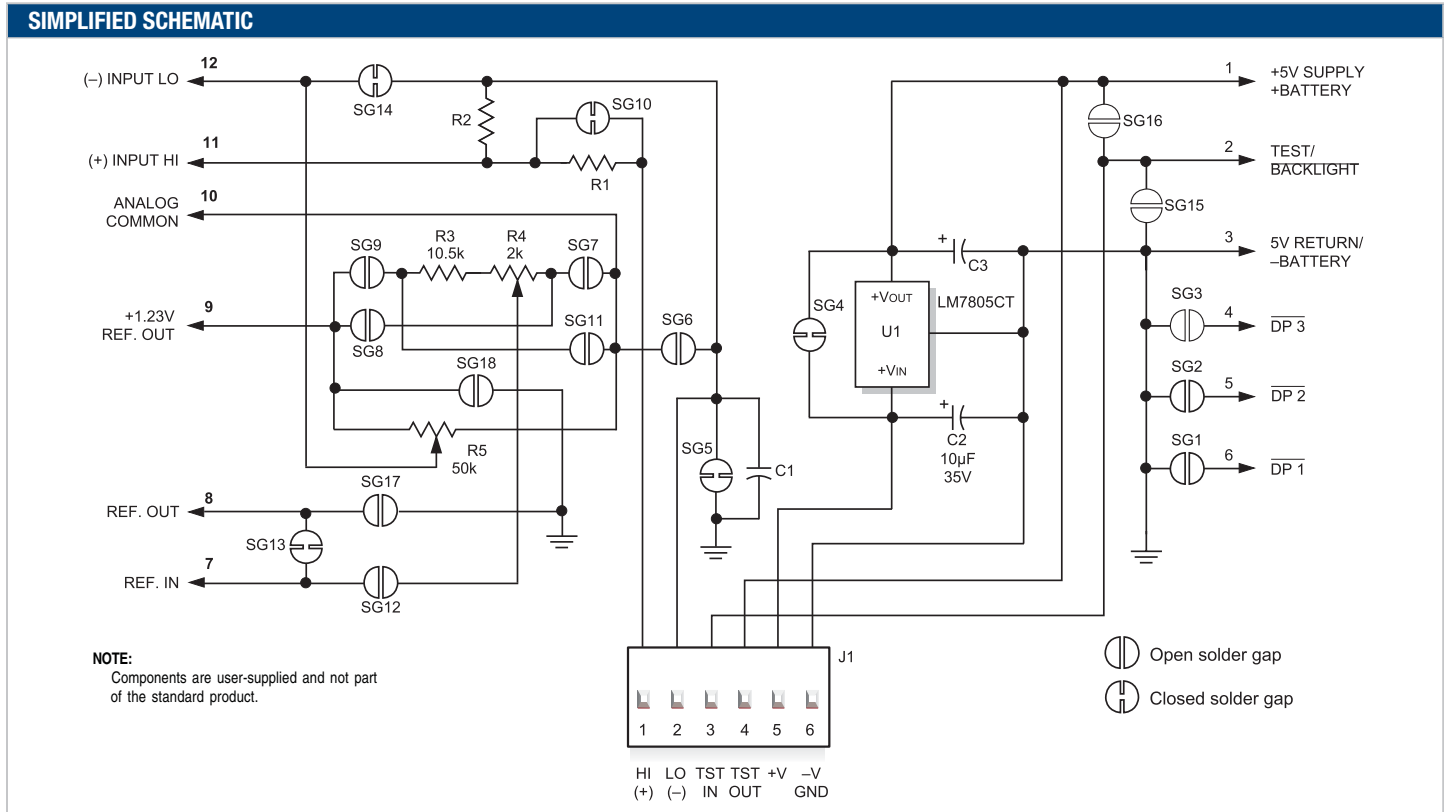 SIMPLIFIED SCHEMATIC
12
(–) INPUT LO
SG14
R2
SG10
11
(+) INPUT HI
R1
10
ANALOG
COMMON
SG9
R3
10.5k
R4
2k
SG7
9
+1.23V
REF. OUT
SG8
SG11
SG6
SG18
R5
50k
SG5
C1
8
REF. OUT
SG17
SG13
7
REF. IN
SG12
1
+5V SUPPLY
+BATTERY
SG16
2
TEST/
BACKLIGHT
SG15
3
5V RETURN/
–BATTERY
+
C3
SG4
+VOUT
LM7805CT
U1
+VIN
+
C2
10µF
35V
SG3
4
DP 3
SG2
5
DP 2
SG1
6
DP 1
NOTE:
Components are user-supplied and not part
of the standard product.
J1
1 2 3 4 5 6
HI LO TST TST +V –V
(+) (–) IN OUT GND
Open solder gap
Closed solder gap